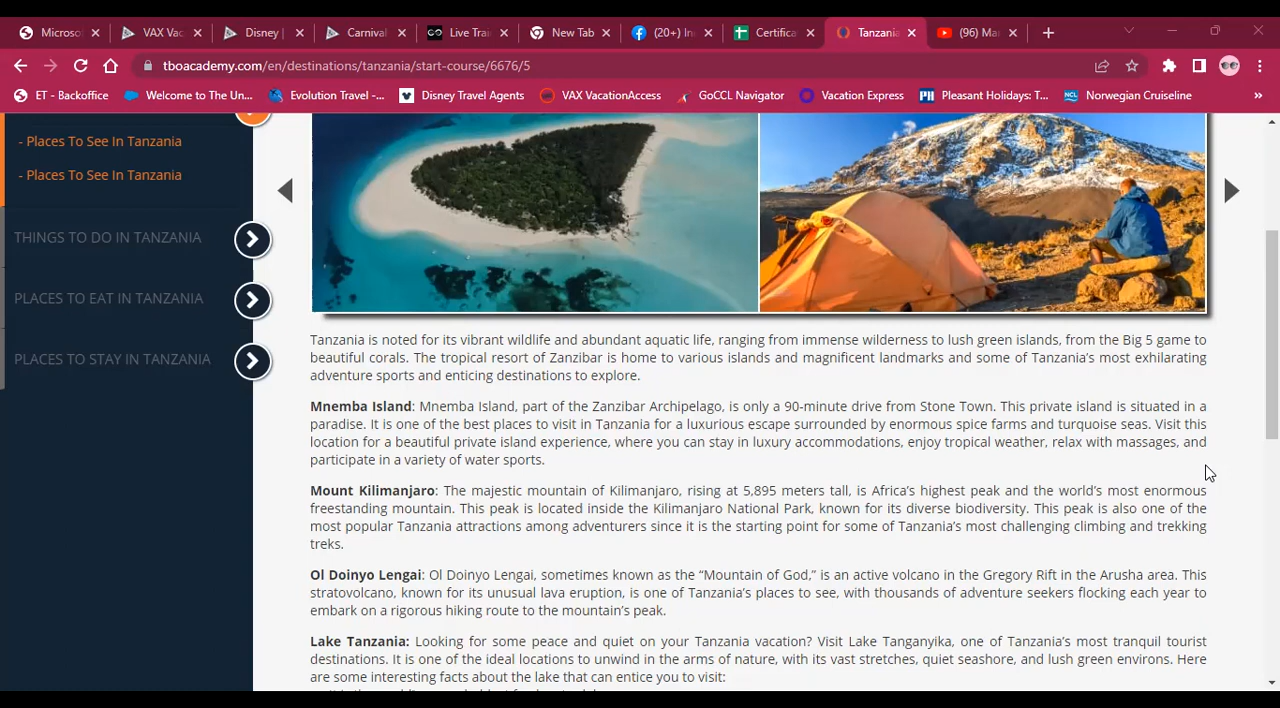 Microso
VAX Vac
Disney |
Carnival
Live Tra
New Tab
(20+) In
Certifica
Tanzania
(96) Ma
tboacademy.com/en/destinations/tanzania/start-course/6676/5
ET - Backoffice
Welcome to The Un...
Evolution Travel -...
Disney Travel Agents
VAX VacationAccess
GoCCL Navigator
Vacation Express
Pleasant Holidays: T...
Norwegian Cruiseline
»
- Places To See In Tanzania
- Places To See In Tanzania
THINGS TO DO IN TANZANIA
PLACES TO EAT IN TANZANIA
PLACES TO STAY IN TANZANIA
Tanzania is noted for its vibrant wildlife and abundant aquatic life, ranging from immense wilderness to lush green islands, from the Big 5 game to
beautiful corals. The tropical resort of Zanzibar is home to various islands and magnificent landmarks and some of Tanzania's most exhilarating
adventure sports and enticing destinations to explore.
Mnemba Island: Mnemba Island, part of the Zanzibar Archipelago, is only a 90-minute drive from Stone Town. This private island is situated in a
paradise. It is one of the best places to visit in Tanzania for a luxurious escape surrounded by enormous spice farms and turquoise seas. Visit this
location for a beautiful private island experience, where you can stay in luxury accommodations, enjoy tropical weather, relax with massages, and
participate in a variety of water sports.
Mount Kilimanjaro: The majestic mountain of Kilimanjaro, rising at 5,895 meters tall, is Africa's highest peak and the world's most enormous
freestanding mountain. This peak is located inside the Kilimanjaro National Park, known for its diverse biodiversity. This peak is also one of the
most popular Tanzania attractions among adventurers since it is the starting point for some of Tanzania's most challenging climbing and trekking
treks.
Ol Doinyo Lengai: Ol Doinyo Lengai, sometimes known as the “Mountain of God,” is an active volcano in the Gregory Rift in the Arusha area. This
stratovolcano, known for its unusual lava eruption, is one of Tanzania's places to see, with thousands of adventure seekers flocking each year to
embark on a rigorous hiking route to the mountain's peak.
Lake Tanzania: Looking for some peace and quiet on your Tanzania vacation? Visit Lake Tanganyika, one of Tanzania's most tranquil tourist
destinations. It is one of the ideal locations to unwind in the arms of nature, with its vast stretches, quiet seashore, and lush green environs. Here
are some interesting facts about the lake that can entice you to visit: